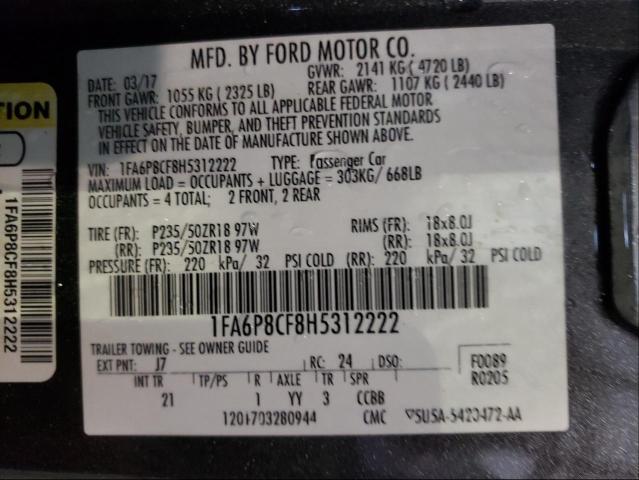 MFD. BY FORD MOTOR CO.
DATE: 03/17 GVWR: 2141 KG ( 4720 LB)
FRONT GAWR: 1055 KG ( 2325 LB) REAR GAWR: 1107 KG ( 2440 LB)
THIS VEHICLE CONFORMS TO ALL APPLICABLE FEDERAL MOTOR
VEHICLE SAFETY, BUMPER, AND THEFT PREVENTION STANDARDS
IN EFFECT ON THE DATE OF MANUFACTURE SHOWN ABOVE.
VIN: 1FA6P8CF8H5312222 TYPE: Passenger Car
MAXIMUM LOAD = OCCUPANTS + LUGGAGE = 303KG/ 668LB
OCCUPANTS = 4 TOTAL; 2 FRONT, 2 REAR
TIRE (FR): P235/50ZR18 97W RIMS (FR): 18x8.0J
(RR): P235/50ZR18 97W (RR): 18x8.0J
PRESSURE (FR): 220 kPa/ 32 PSI COLD (RR): 220 kPa/ 32 PSI COLD
1FA6P8CF8H5312222
TRAILER TOWING - SEE OWNER GUIDE
EXT PNT: J7 RC: 24 DSO: F0089
R0205
INT TR TP/PS R AXLE TR SPR
21 1 YY 3 CCBB
CMC
TION
1FA6P8CF8H5312222